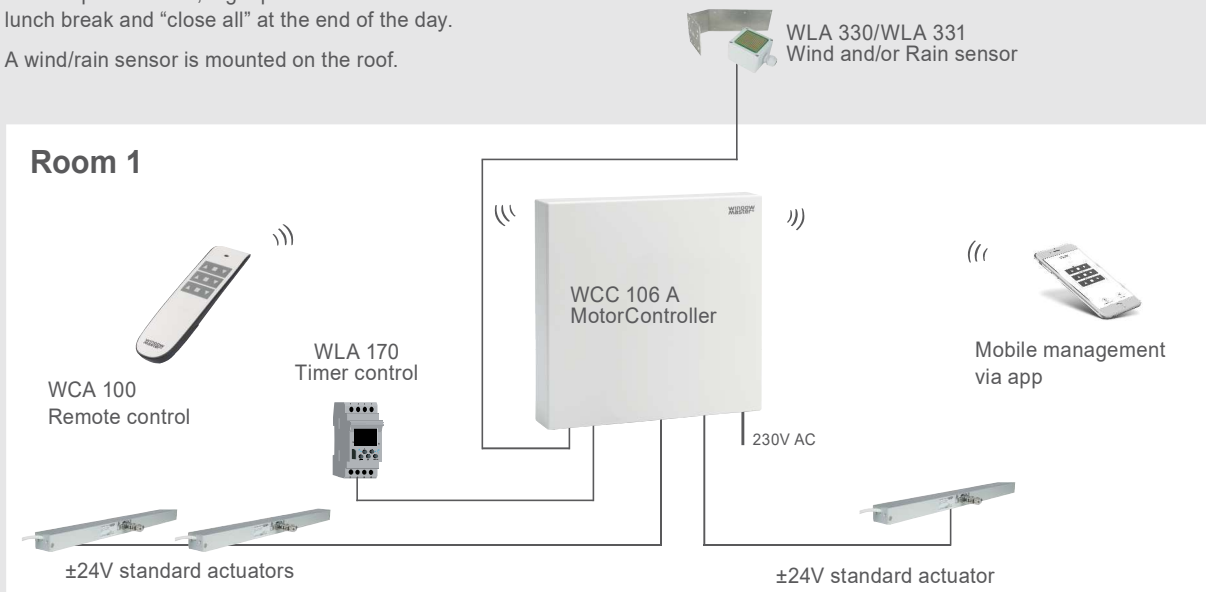 lunch break and “close all” at the end of the day.
A wind/rain sensor is mounted on the roof.
WLA 330/WLA 331
Wind and/or Rain sensor
Room 1
window
master
WCC 106 A
MotorController
WCA 100
Remote control
WLA 170
Timer control
Mobile management
via app
230V AC
±24V standard actuators
±24V standard actuator